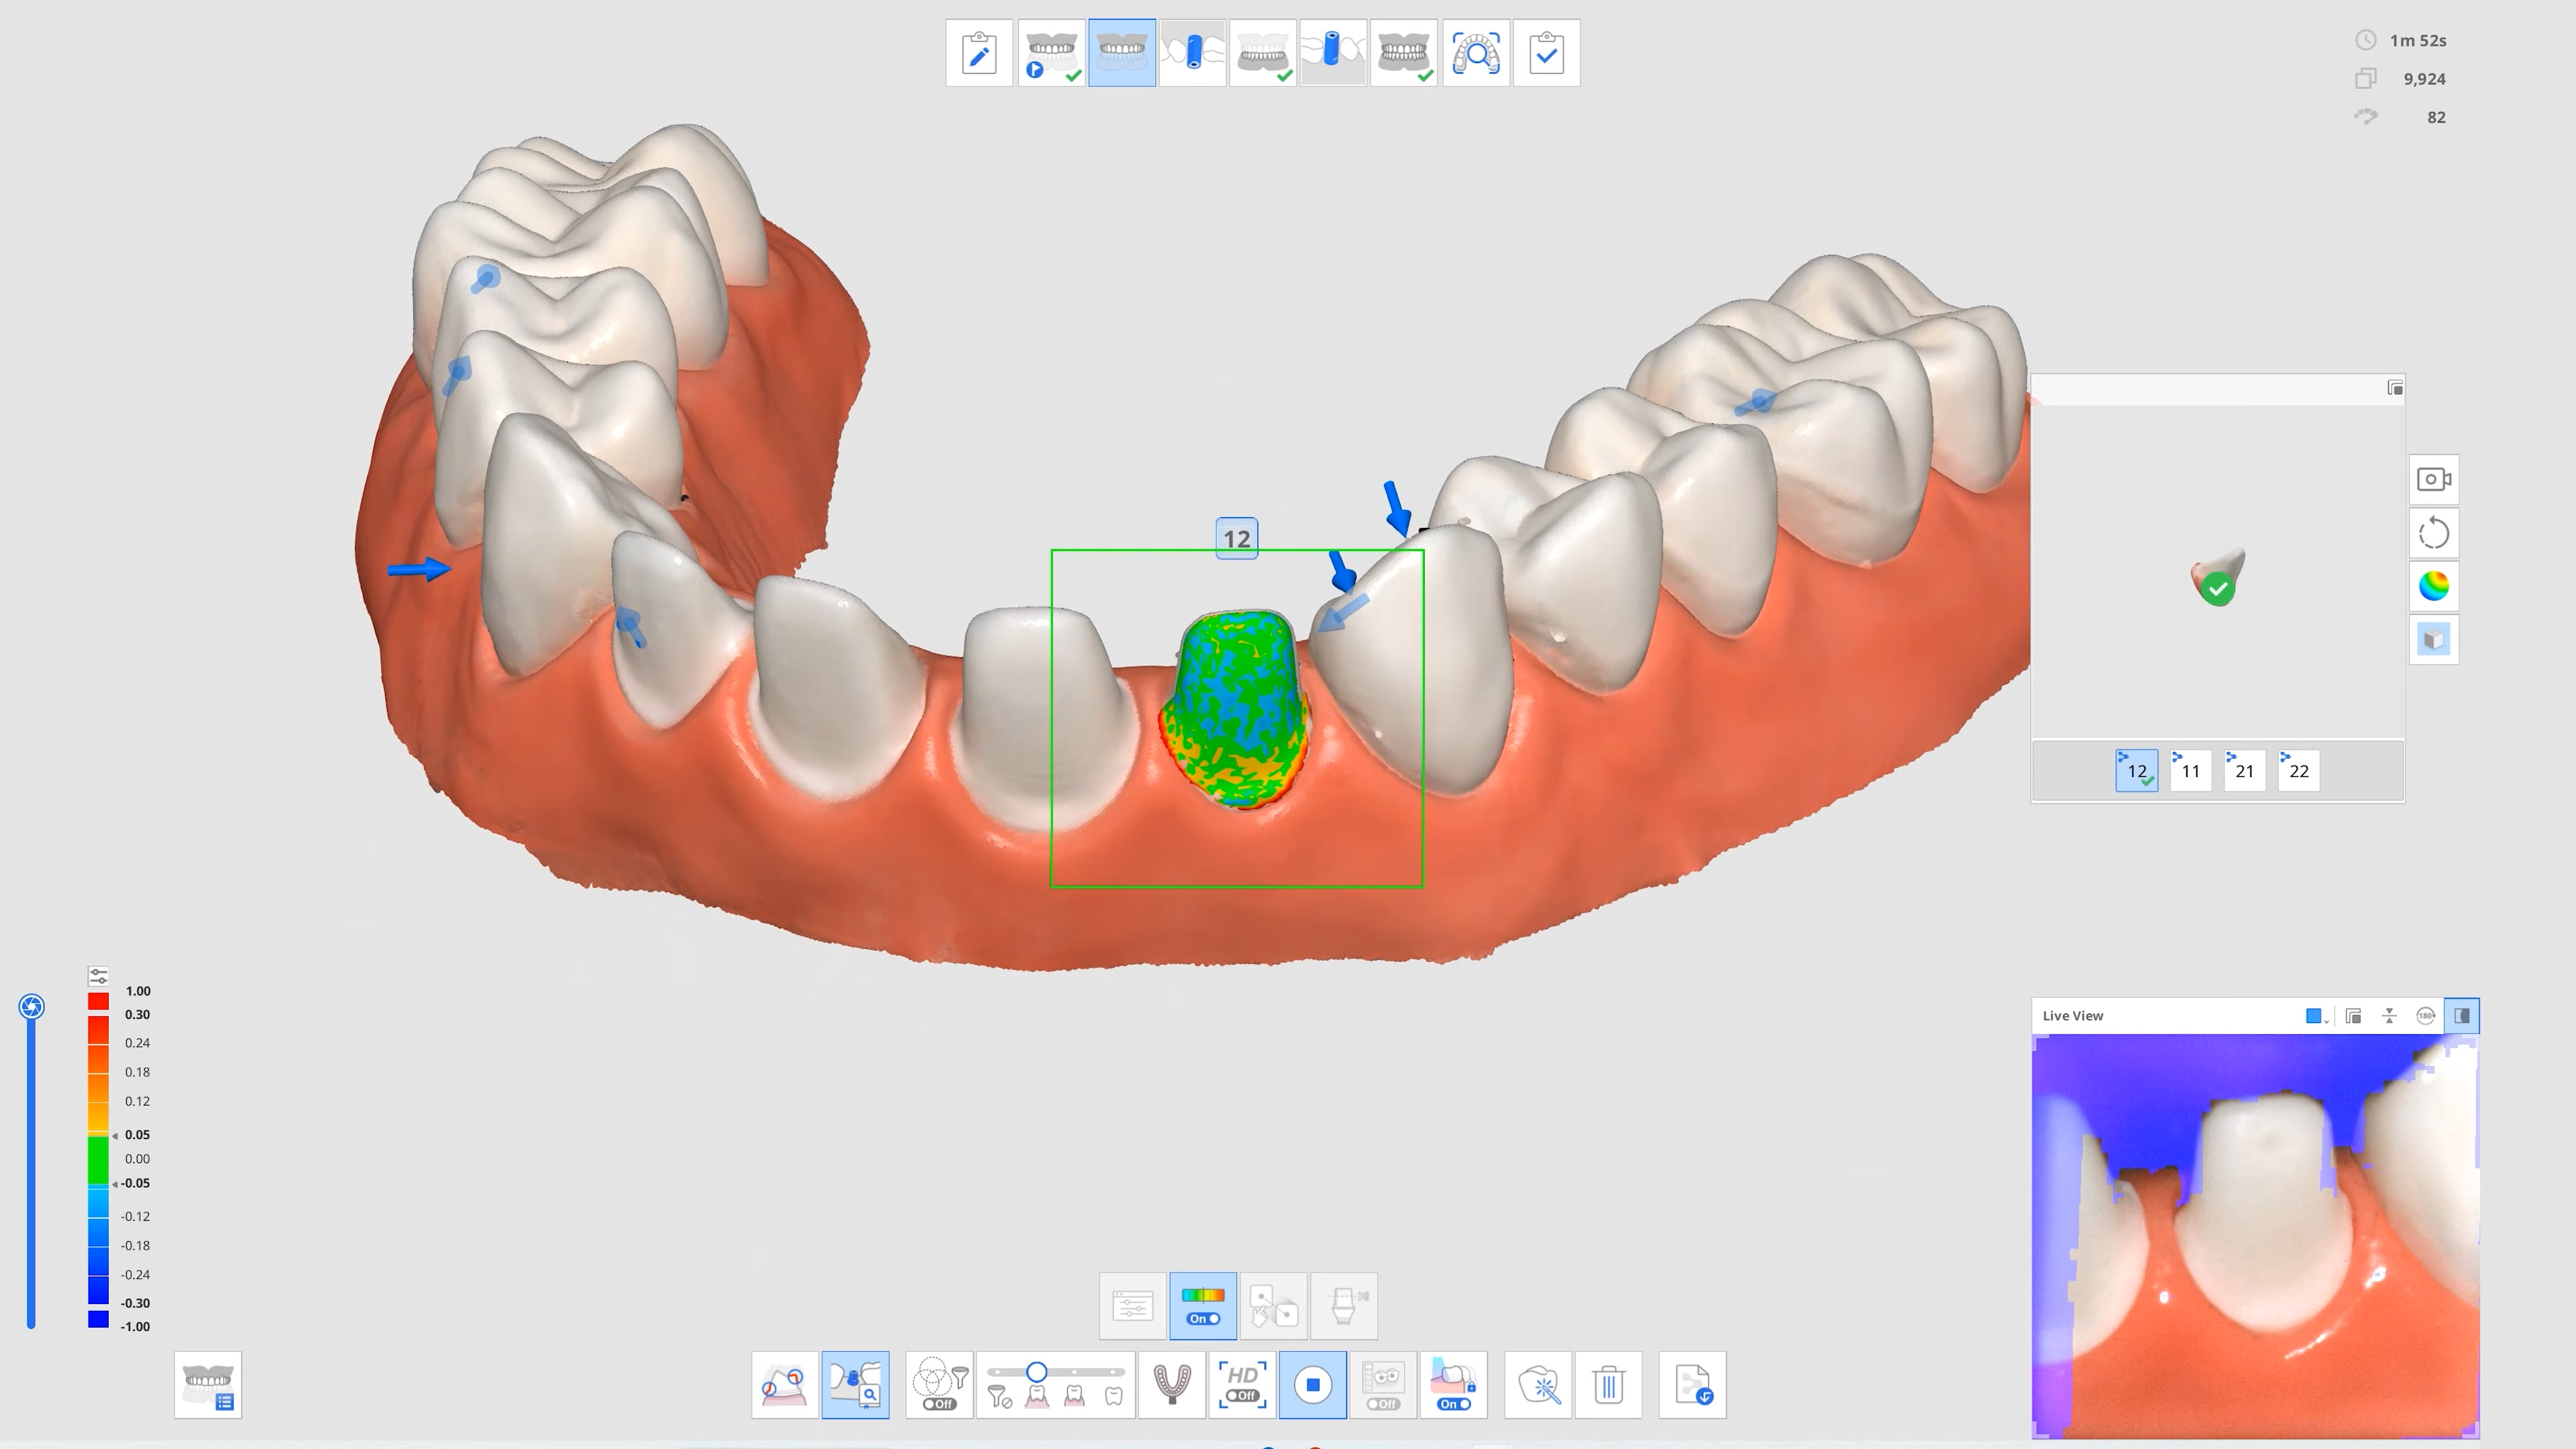 1m 52s
9,924
82
12
12 11 21 22
1.00
0.30
0.24
0.18
0.12
0.05
0.00
-0.05
-0.12
-0.18
-0.24
-0.30
-1.00
Live View
180°
On
Off
HD
Off
Off
On